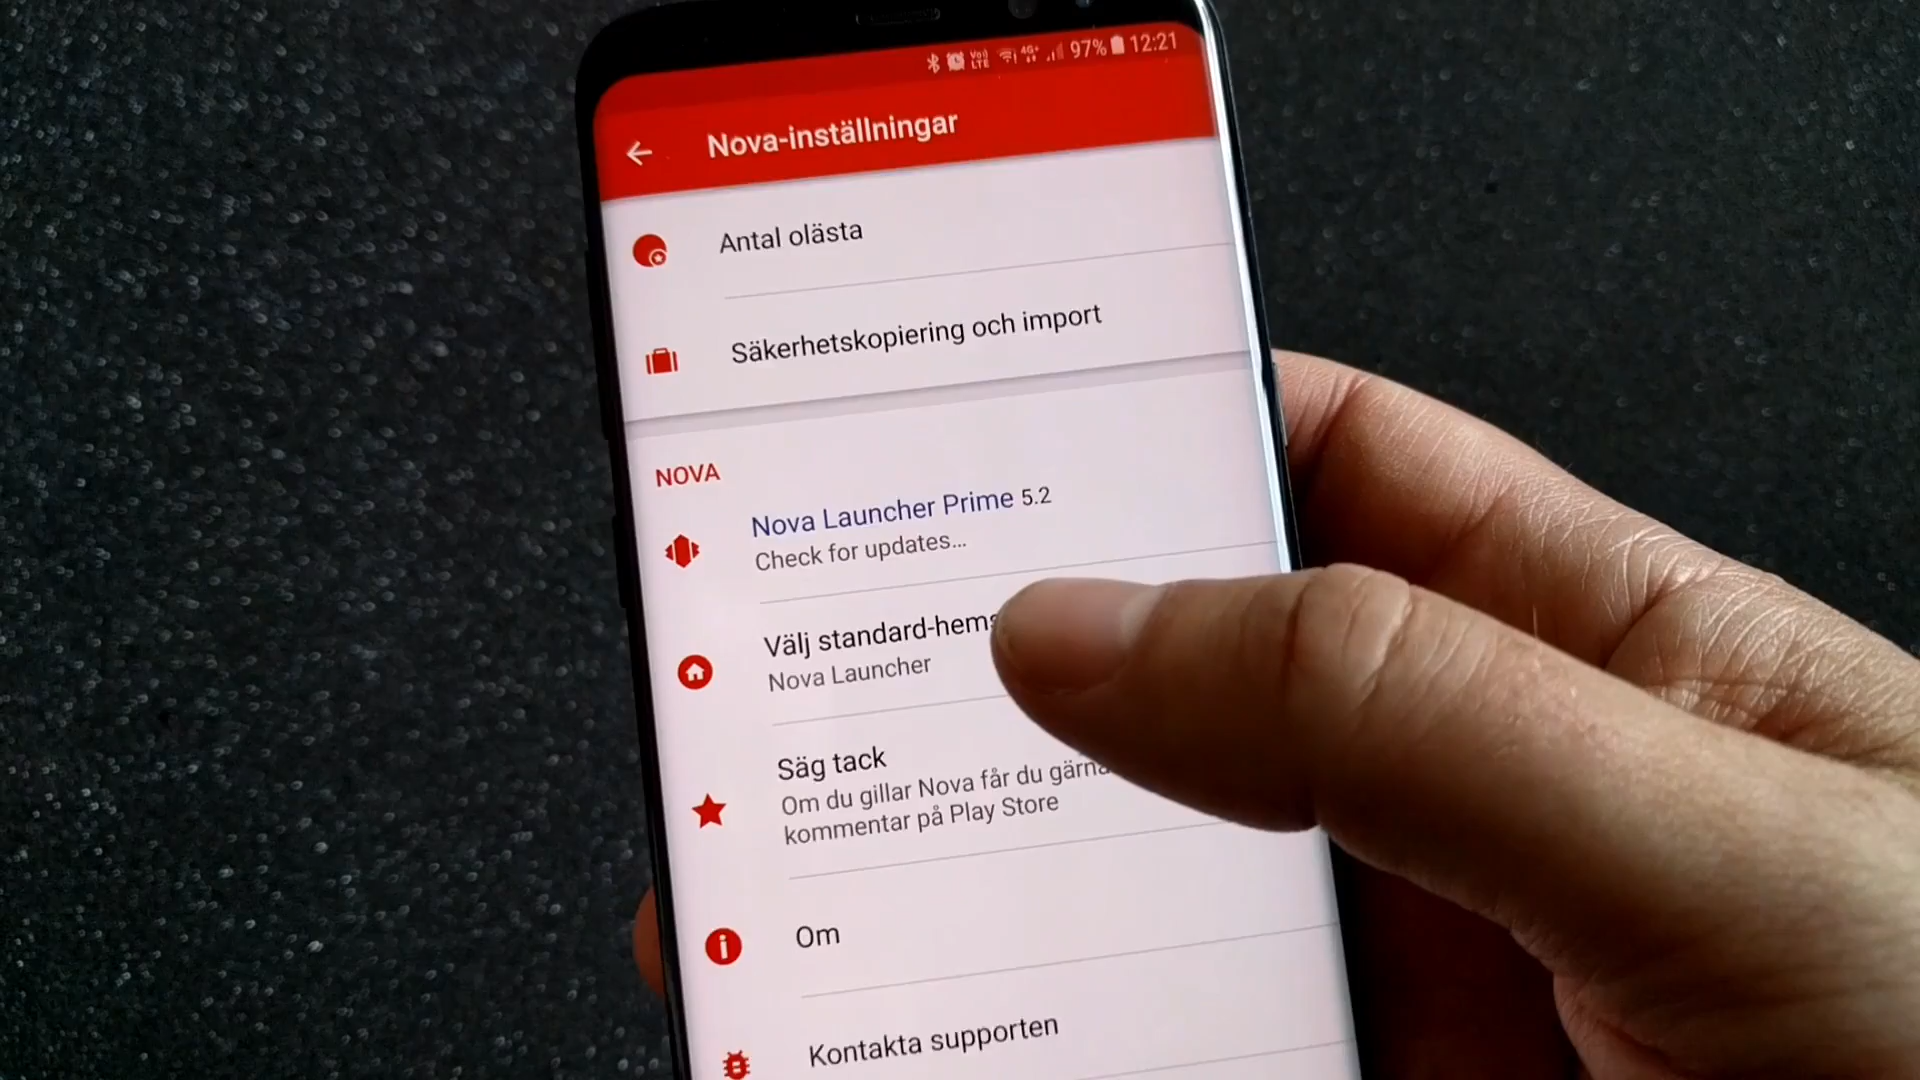 VoLTE 4G+ 97% 12:21
Nova-inställningar
Antal olästa
Säkerhetskopiering och import
NOVA
Nova Launcher Prime 5.2
Check for updates...
Välj standard-hems
Nova Launcher
Säg tack
Om du gillar Nova får du gärna
kommentar på Play Store
Om
Kontakta supporten